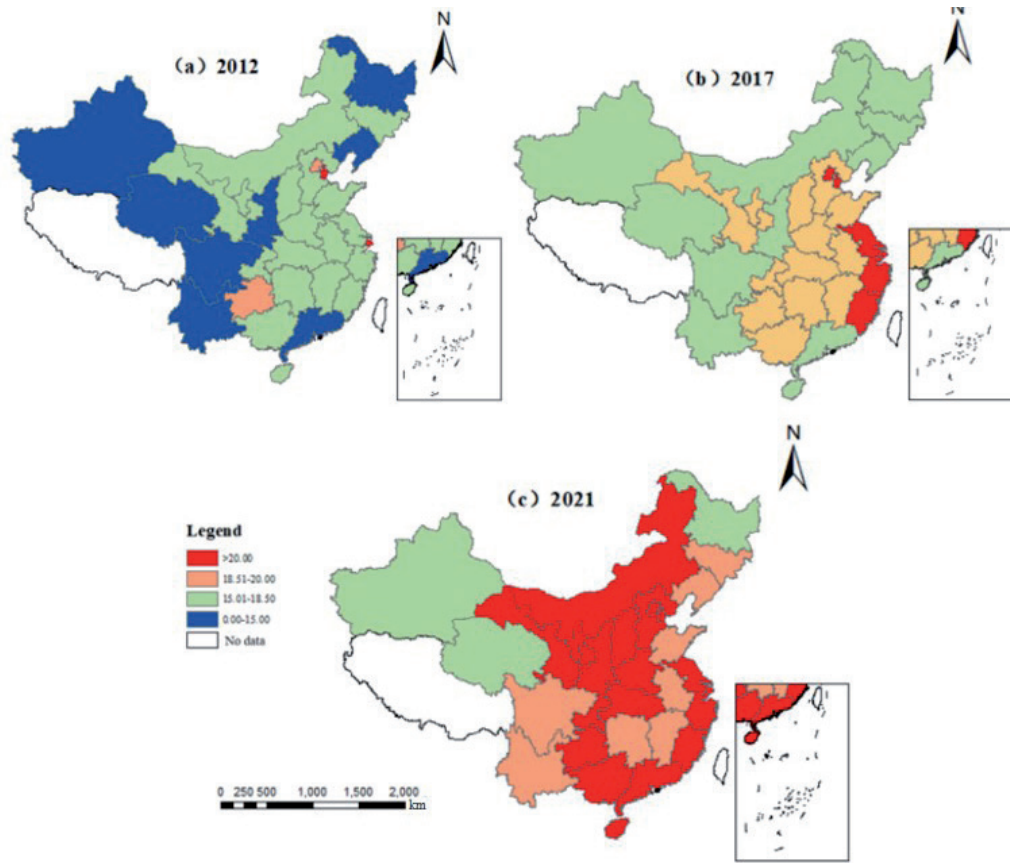 N
(a) 2012
N
(b) 2017
N
(c) 2021
Legend
>20.00
18.51-20.00
15.01-18.50
0.00-15.00
No data
0 250 500 1,000 1,500 2,000
km